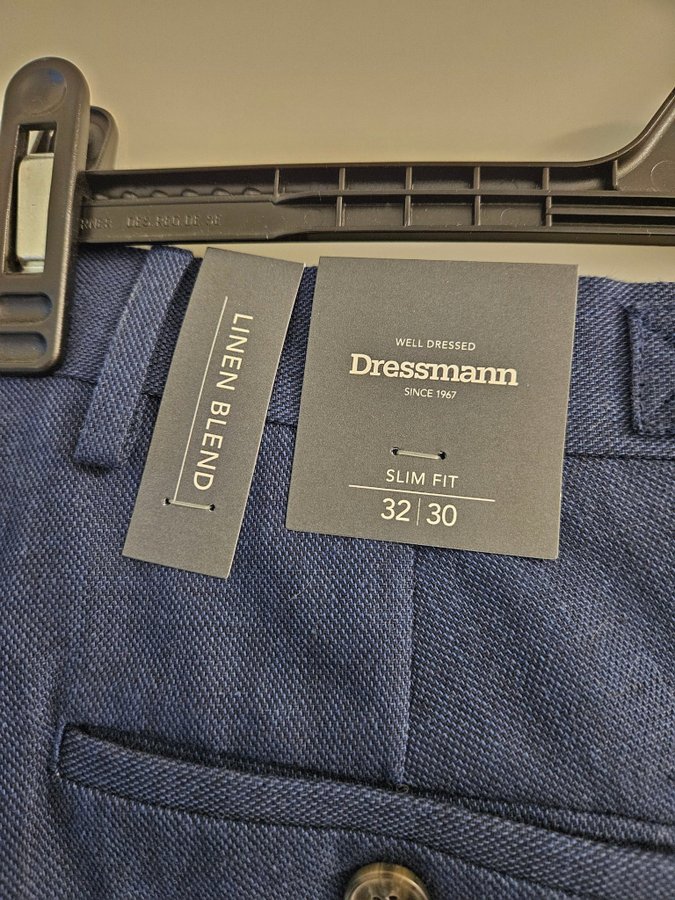 LINEN BLEND
WELL DRESSED
Dressmann
SINCE 1967
SLIM FIT
32|30